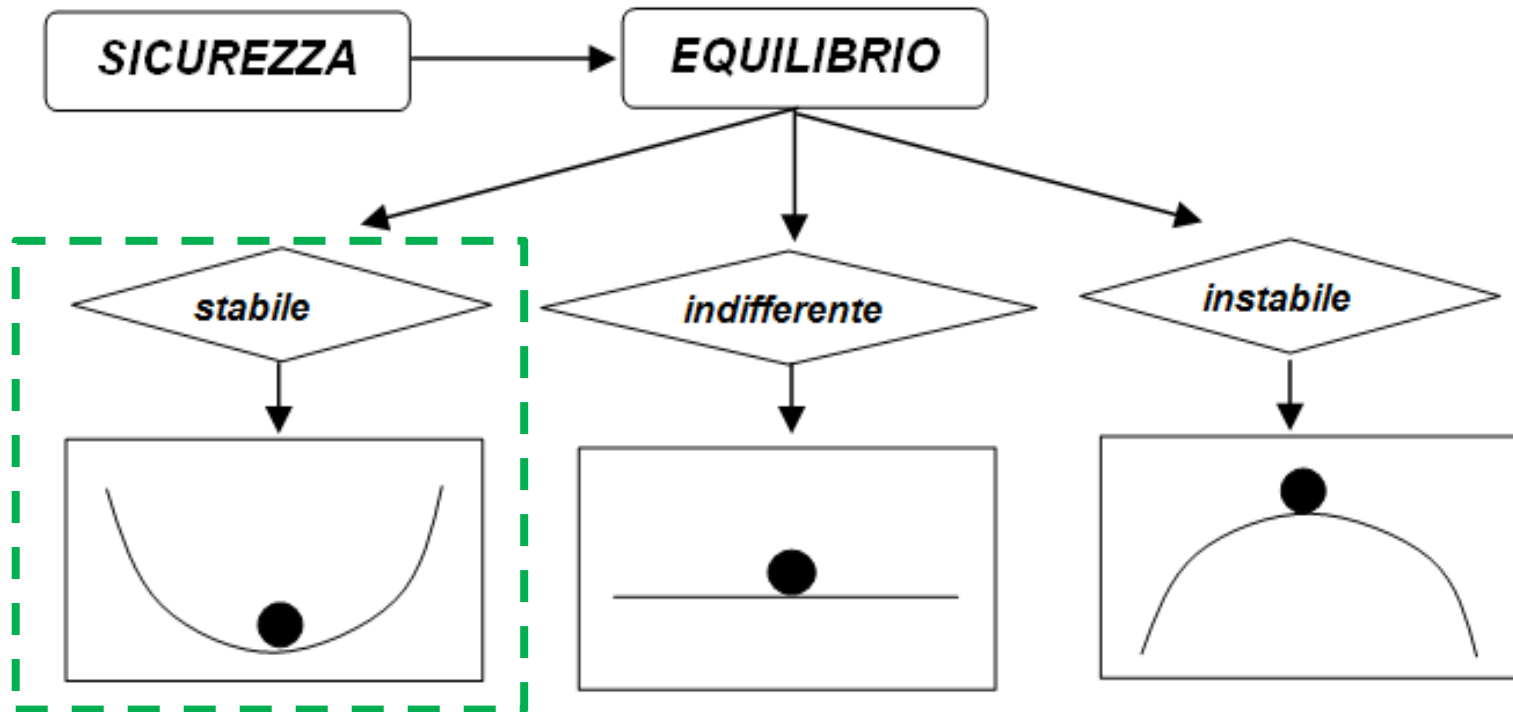 SICUREZZA
EQUILIBRIO
stabile
indifferente
instabile